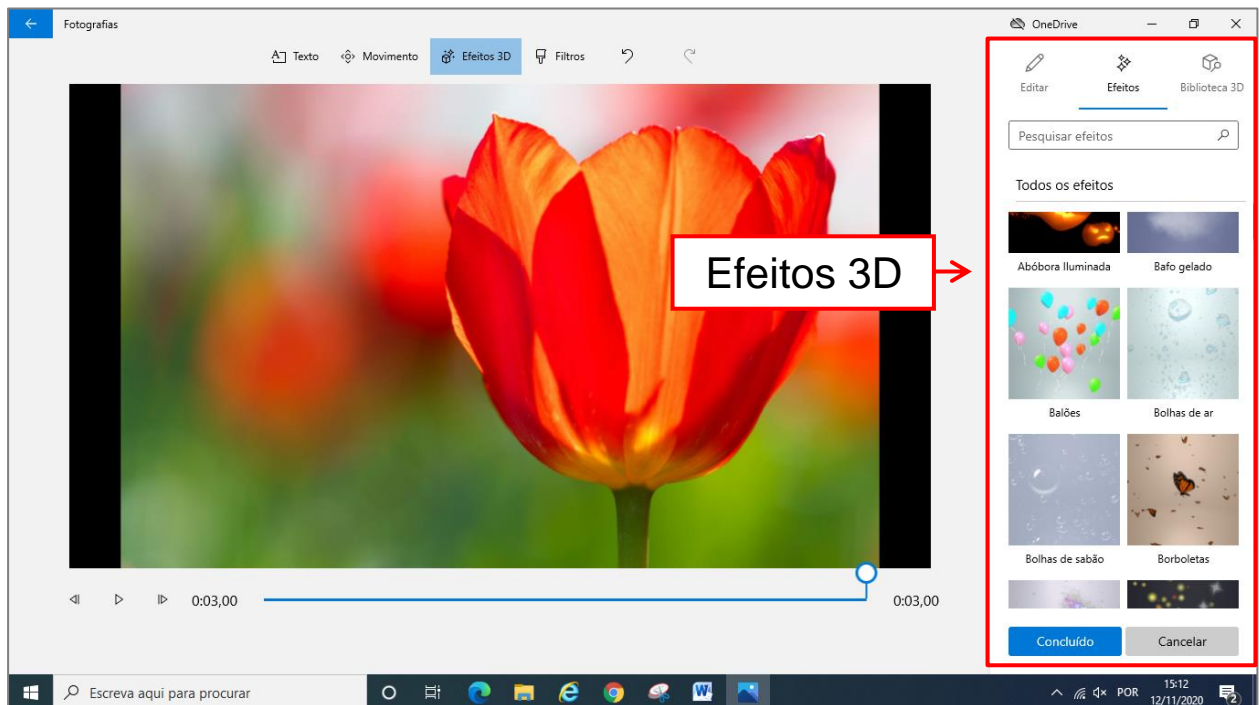 Fotografias
OneDrive
Texto
Movimento
Efeitos 3D
Filtros
Editar
Efeitos
Biblioteca 3D
Pesquisar efeitos
Todos os efeitos
Abóbora Iluminada
Bafo gelado
Efeitos 3D
Balões
Bolhas de ar
Bolhas de sabão
Borboletas
0:03,00
0:03,00
Concluído
Cancelar
Escreva aqui para procurar
POR
15:12
12/11/2020
2